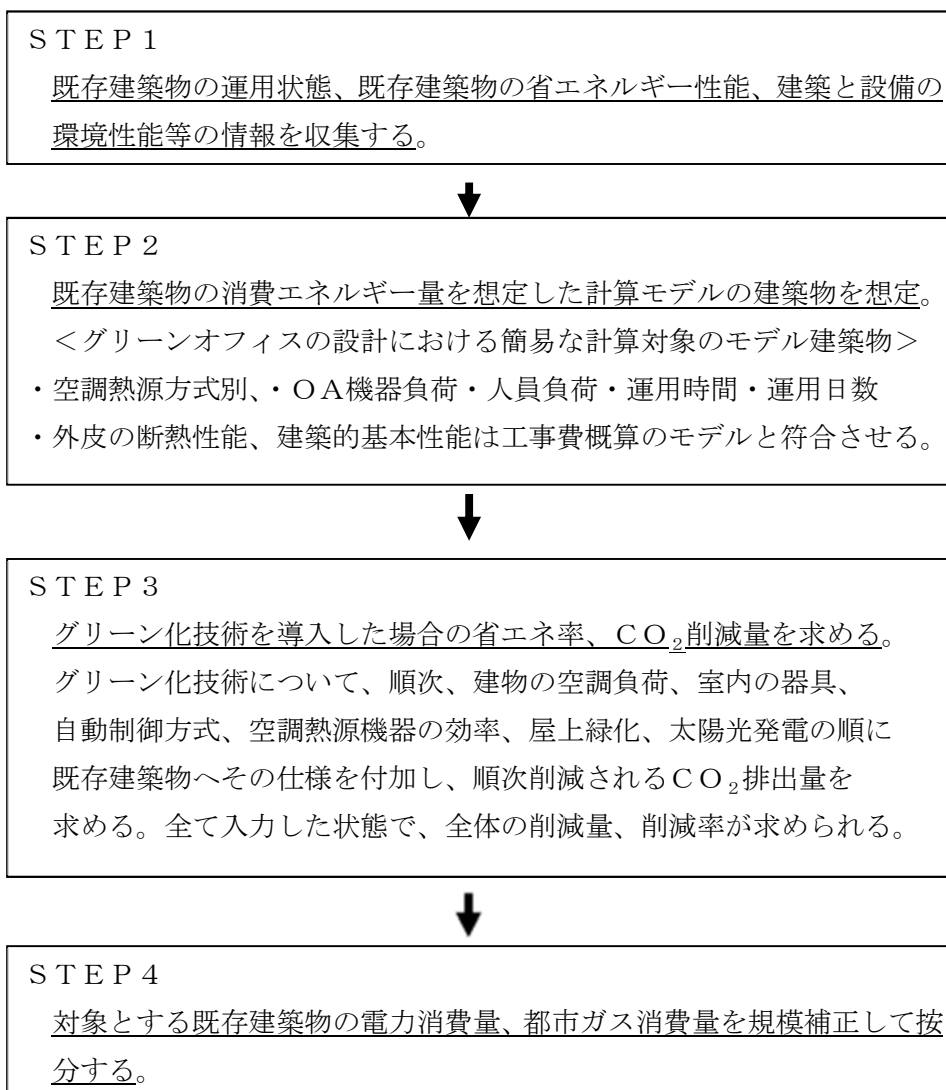 ＳＴＥＰ１
既存建築物の運用状態、既存建築物の省エネルギー性能、建築と設備の
環境性能等の情報を収集する。
ＳＴＥＰ２
既存建築物の消費エネルギー量を想定した計算モデルの建築物を想定。
＜グリーンオフィスの設計における簡易な計算対象のモデル建築物＞
・空調熱源方式別、・ＯＡ機器負荷・人員負荷・運用時間・運用日数
・外皮の断熱性能、建築的基本性能は工事費概算のモデルと符合させる。
ＳＴＥＰ３
グリーン化技術を導入した場合の省エネ率、ＣＯ₂削減量を求める。
グリーン化技術について、順次、建物の空調負荷、室内の器具、
自動制御方式、空調熱源機器の効率、屋上緑化、太陽光発電の順に
既存建築物へその仕様を付加し、順次削減されるＣＯ₂排出量を
求める。全て入力した状態で、全体の削減量、削減率が求められる。
ＳＴＥＰ４
対象とする既存建築物の電力消費量、都市ガス消費量を規模補正して按
分する。